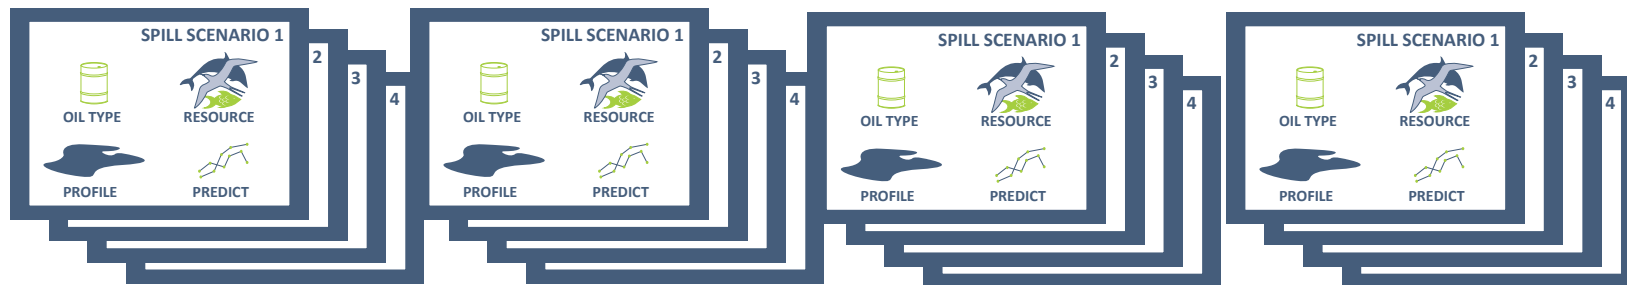 SPILL SCENARIO 1
2
3
4
OIL TYPE
RESOURCE
PROFILE
PREDICT
SPILL SCENARIO 1
2
3
4
OIL TYPE
RESOURCE
PROFILE
PREDICT
SPILL SCENARIO 1
2
3
4
OIL TYPE
RESOURCE
PROFILE
PREDICT
SPILL SCENARIO 1
2
3
4
OIL TYPE
RESOURCE
PROFILE
PREDICT